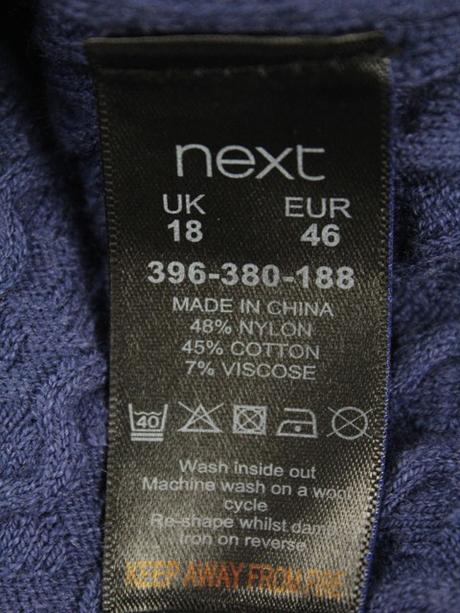 next
UK EUR
18 46
396-380-188
MADE IN CHINA
48% NYLON
45% COTTON
7% VISCOSE
40
Wash inside out
Machine wash on a wool
cycle
Re-shape whilst damp
Iron on reverse
KEEP AWAY FROM FIRE